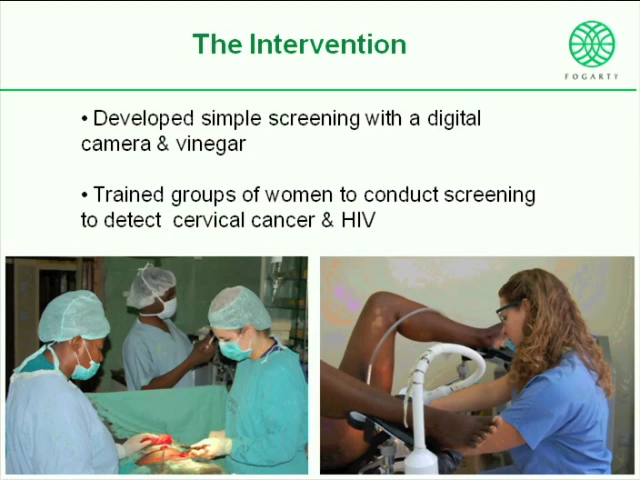 The Intervention
FOGARTY
• Developed simple screening with a digital
camera & vinegar
• Trained groups of women to conduct screening
to detect  cervical cancer & HIV